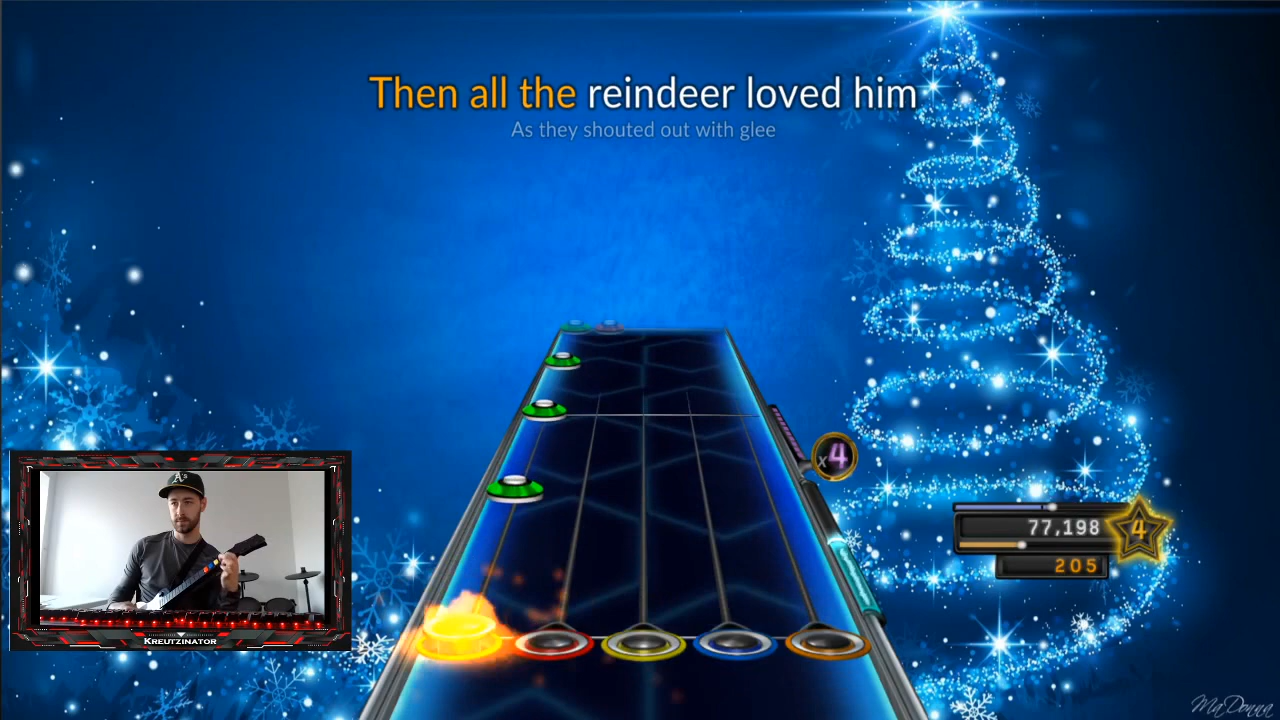 Then all the reindeer loved him
As they shouted out with glee
x4
77,198
4
205
A's
KREUTZINATOR
MaDonna